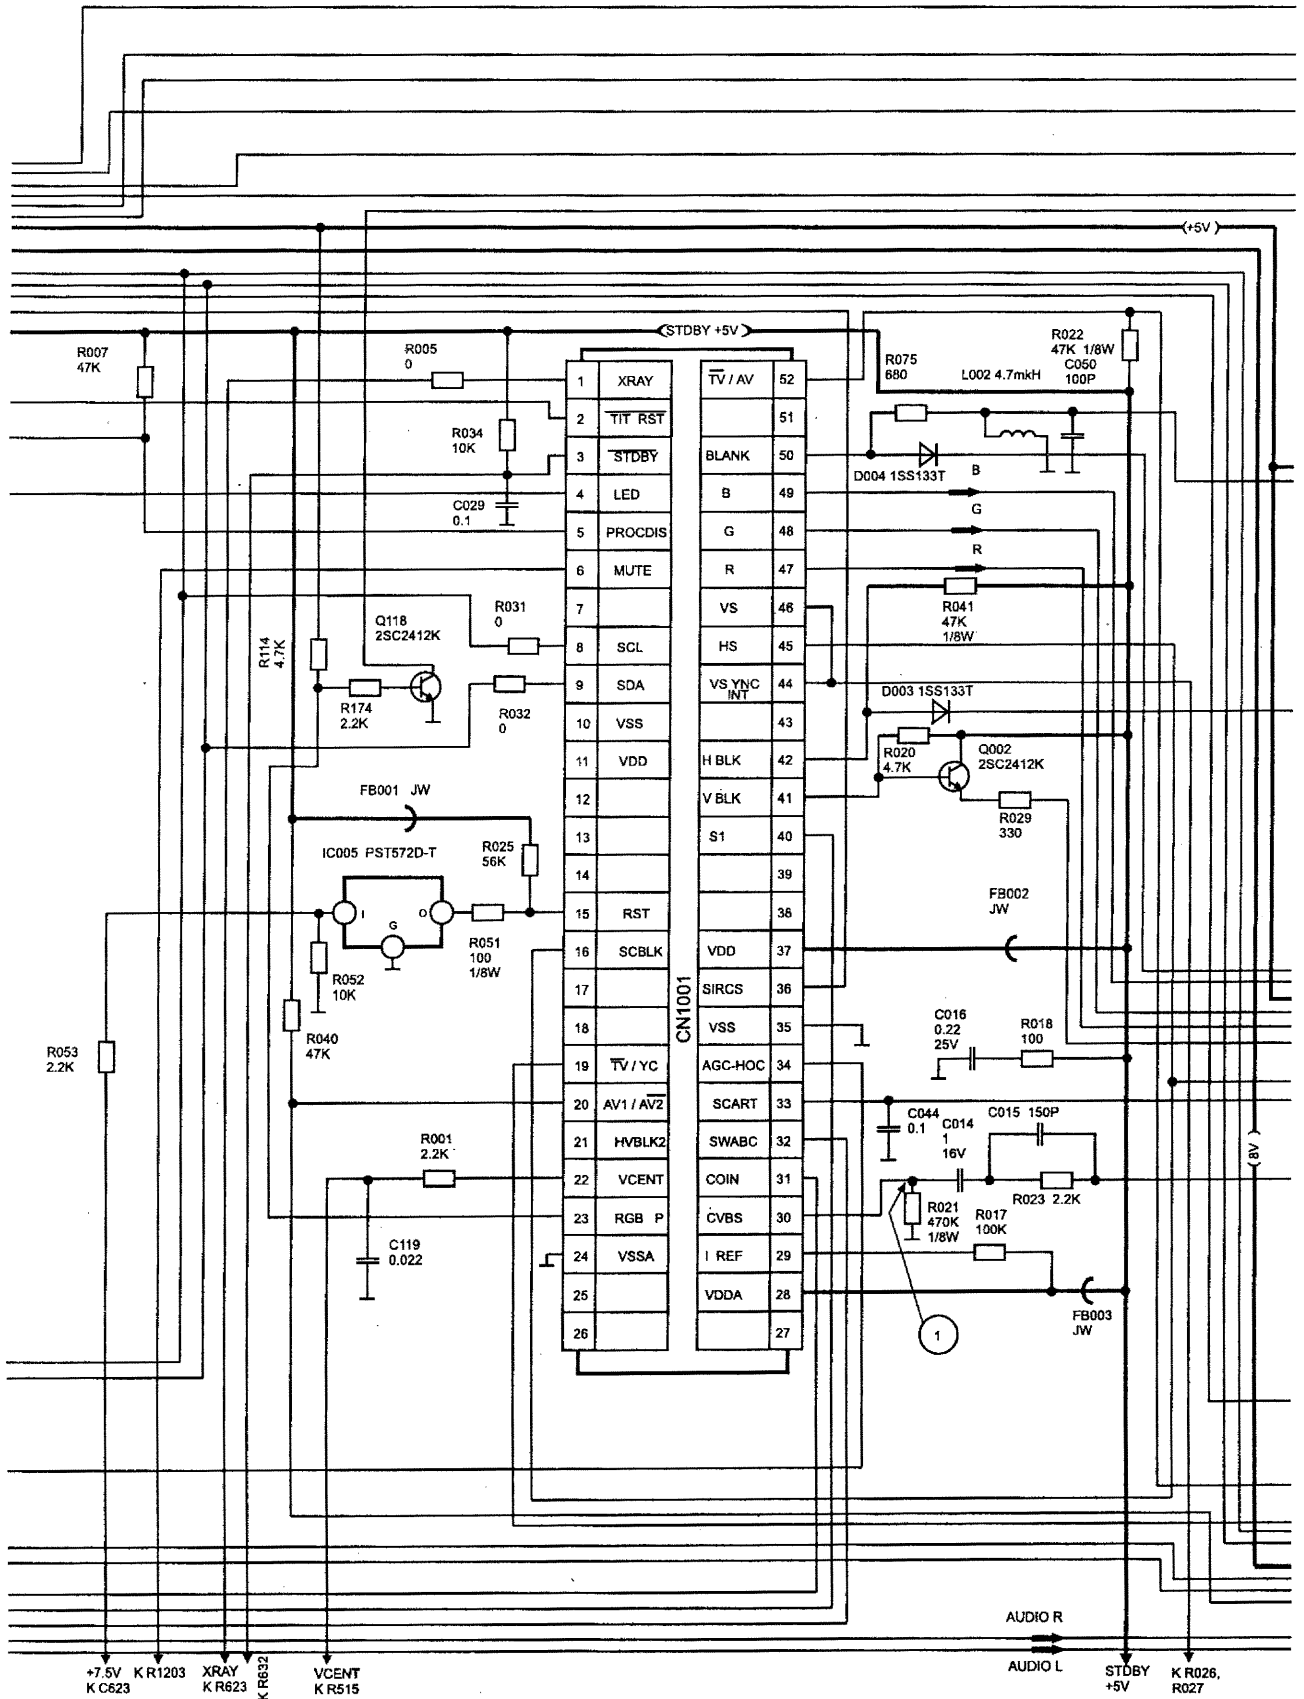 (+5V )
(STDBY +5V )
R007
47K
R005
0
R034
10K
C029
0.1
R075
680
L002 4.7mkH
R022
47K 1/8W
C050
100P
D004 1SS133T
B
G
R
R041
47K
1/8W
R031
0
Q118
2SC2412K
R114
4.7K
R174
2.2K
R032
0
D003 1SS133T
R020
4.7K
Q002
2SC2412K
R029
330
FB001 JW
IC005 PST572D-T
R025
56K
I
G
O
R051
100
1/8W
R052
10K
R040
47K
R053
2.2K
FB002
JW
C016
0.22
25V
R018
100
C044
0.1
C014
1
16V
C015 150P
R023 2.2K
R021
470K
1/8W
R017
100K
R001
2.2K
C119
0.022
FB003
JW
1
8V
CN1001
1 XRAY
2 TIT RST
3 STDBY
4 LED
5 PROCDIS
6 MUTE
7
8 SCL
9 SDA
10 VSS
11 VDD
12
13
14
15 RST
16 SCBLK
17
18
19 TV / YC
20 AV1 / AV2
21 HVBLK2
22 VCENT
23 RGB P
24 VSSA
25
26
TV / AV 52
51
BLANK 50
B 49
G 48
R 47
VS 46
HS 45
VS YNC INT 44
43
H BLK 42
V BLK 41
S1 40
39
38
VDD 37
SIRCS 36
VSS 35
AGC-HOC 34
SCART 33
SWABC 32
COIN 31
CVBS 30
I REF 29
VDDA 28
27
AUDIO R
AUDIO L
+7.5V
K C623
K R1203
XRAY
K R623
K R632
VCENT
K R515
STDBY
+5V
K R026,
R027